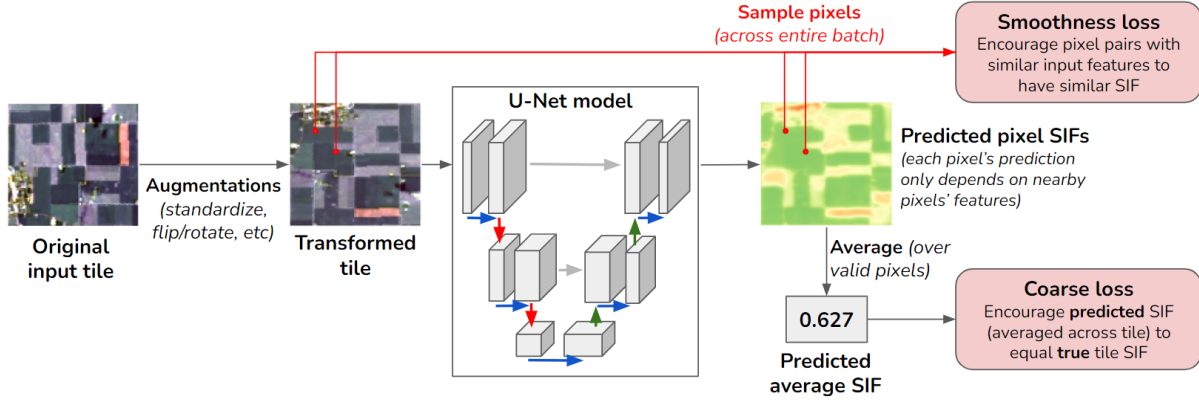 Sample pixels
(across entire batch)
Smoothness loss
Encourage pixel pairs with
similar input features to
have similar SIF
U-Net model
Original
input tile
Augmentations
(standardize,
flip/rotate, etc)
Transformed
tile
Predicted pixel SIFs
(each pixel's prediction
only depends on nearby
pixels' features)
Average (over
valid pixels)
0.627
Predicted
average SIF
Coarse loss
Encourage predicted SIF
(averaged across tile) to
equal true tile SIF